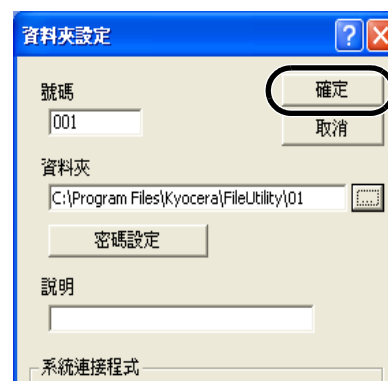 資料夾設定
號碼
確定
001
取消
資料夾
C:\Program Files\Kyocera\FileUtility\01
...
密碼設定
說明
系統連接程式